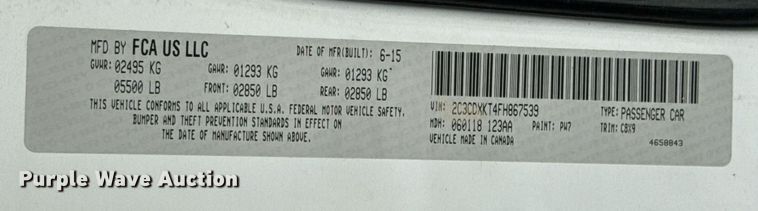 MFD BY FCA US LLC DATE OF MFR(BUILT): 6-15
GVWR: 02495 KG GAWR: 01293 KG GAWR: 01293 KG
05500 LB FRONT: 02850 LB REAR: 02850 LB
THIS VEHICLE CONFORMS TO ALL APPLICABLE U.S.A. FEDERAL MOTOR VEHICLE SAFETY,
BUMPER AND THEFT PREVENTION STANDARDS IN EFFECT ON
THE DATE OF MANUFACTURE SHOWN ABOVE.
VIN: 2C3CDXKT4FH867539 TYPE: PASSENGER CAR
MDH: 060118 123AA PAINT: PW7 TRIM: C8X9
VEHICLE MADE IN CANADA 4658843
Purple Wave Auction